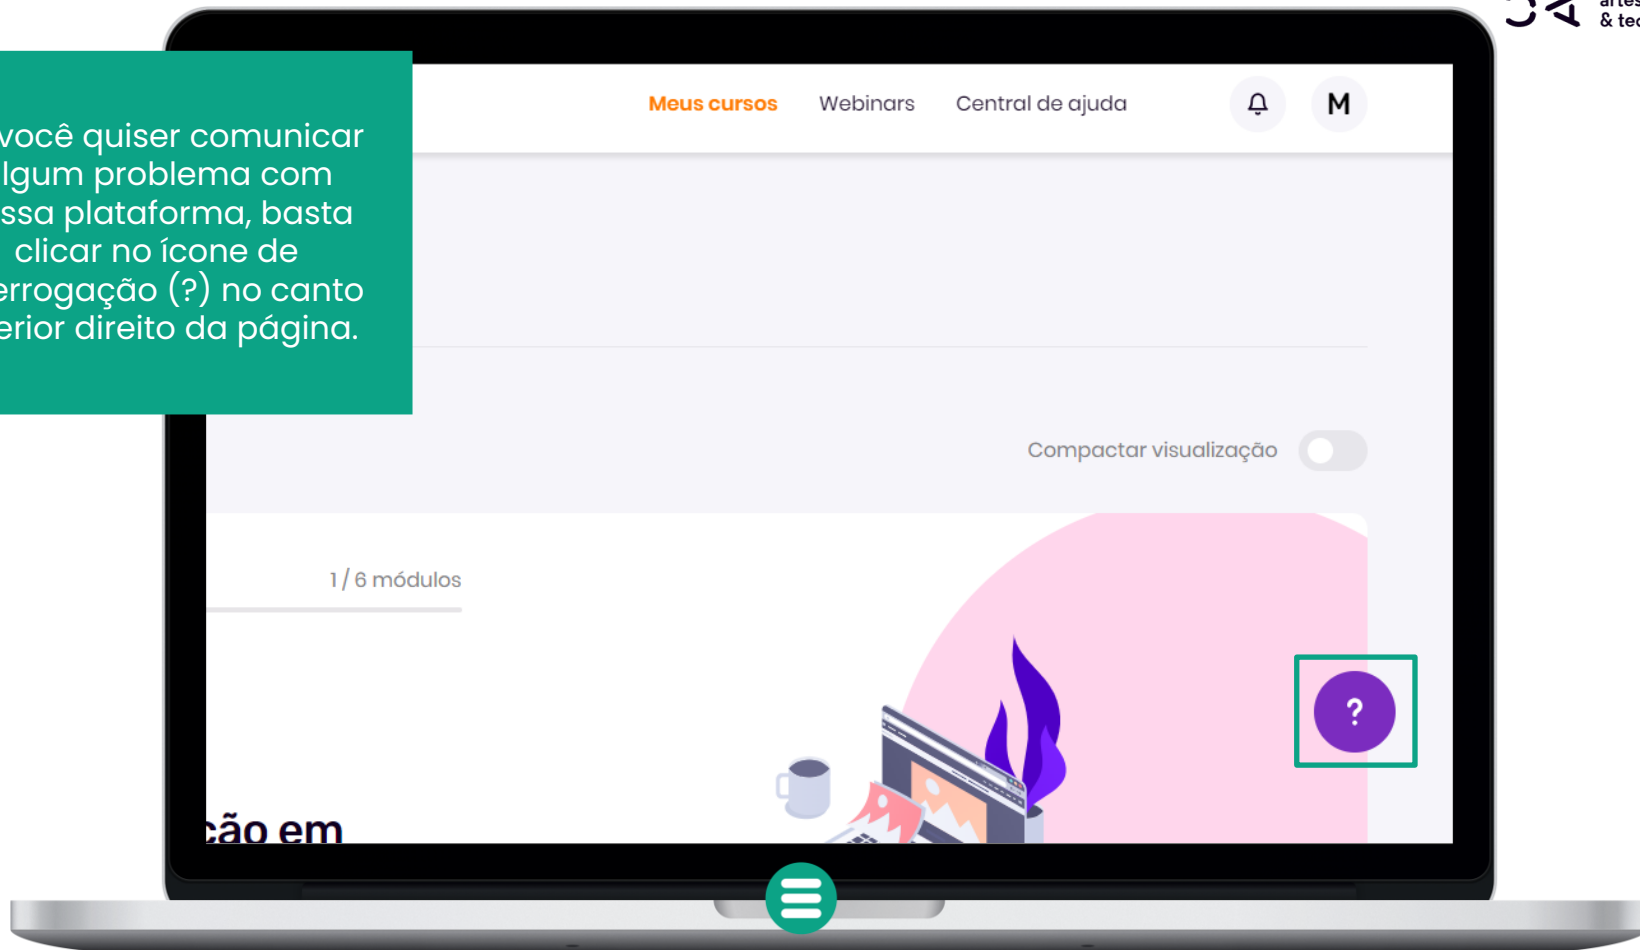 artes
& tec
Meus cursos Webinars Central de ajuda M
você quiser comunicar
lgum problema com
ssa plataforma, basta
clicar no ícone de
errogação (?) no canto
erior direito da página.
Compactar visualização
1 / 6 módulos
?
ção em